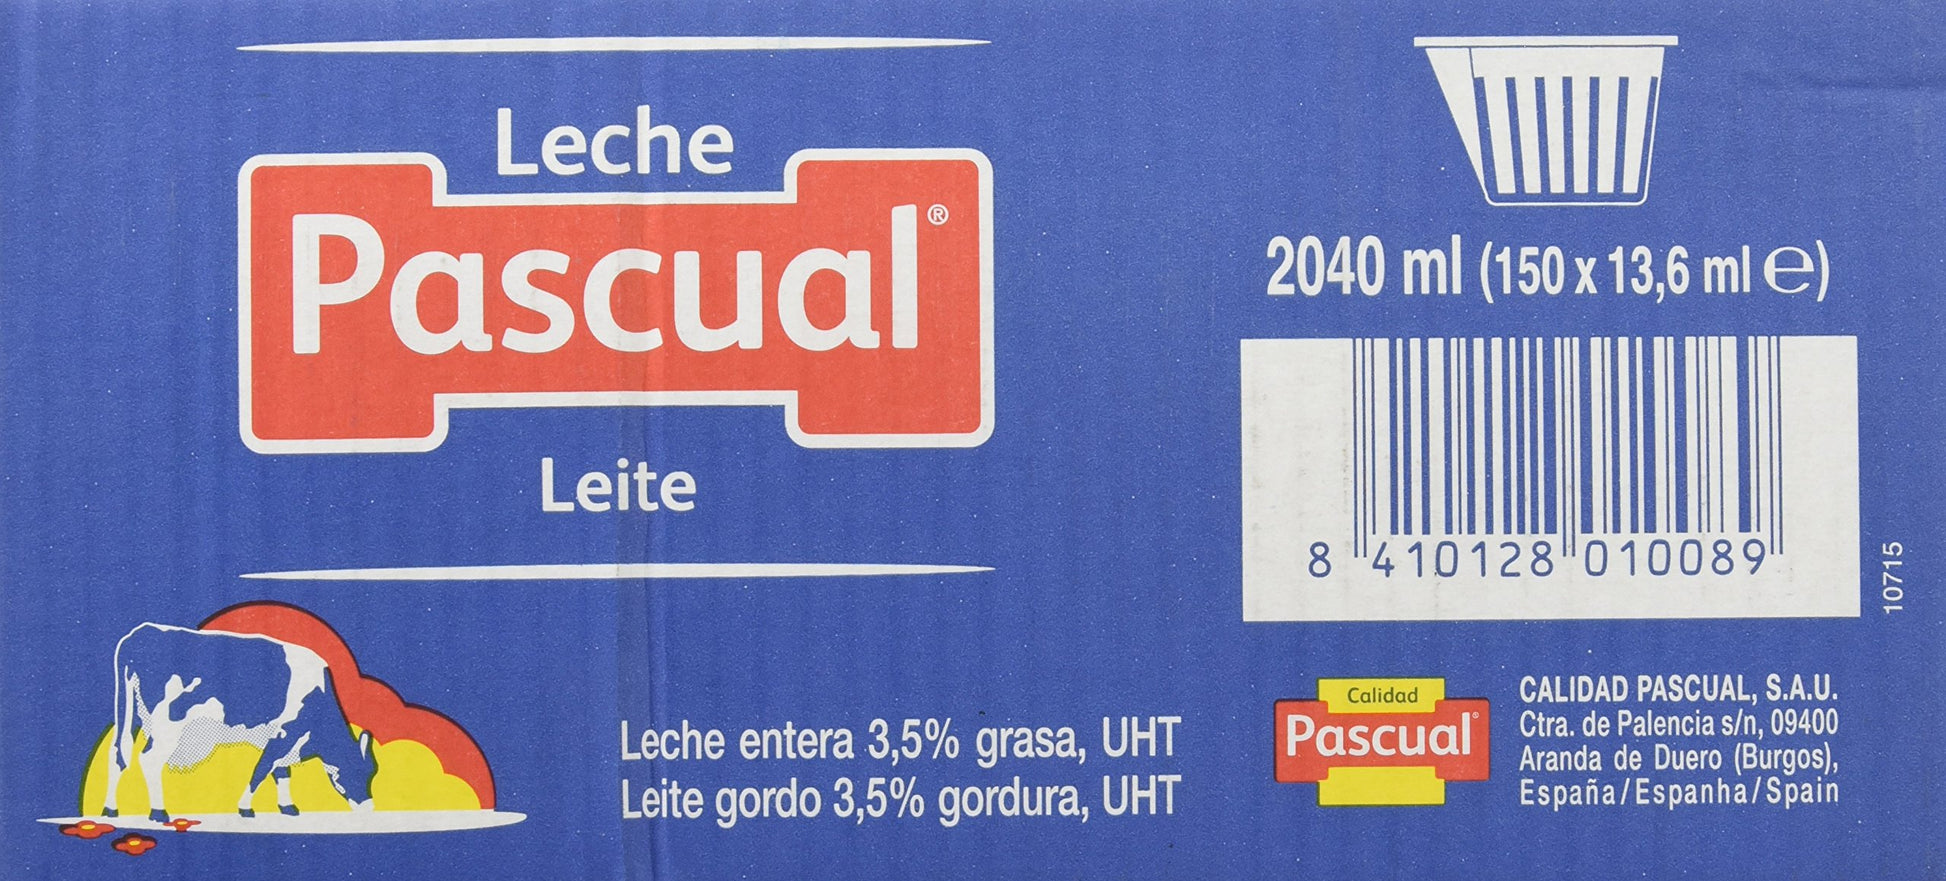 Leche
Pascual®
Leite
Leche entera 3,5% grasa, UHT
Leite gordo 3,5% gordura, UHT
2040 ml (150 x 13,6 ml ℮)
8 410128 010089
10715
Calidad
Pascual®
CALIDAD PASCUAL, S.A.U.
Ctra. de Palencia s/n, 09400
Aranda de Duero (Burgos),
España/Espanha/Spain